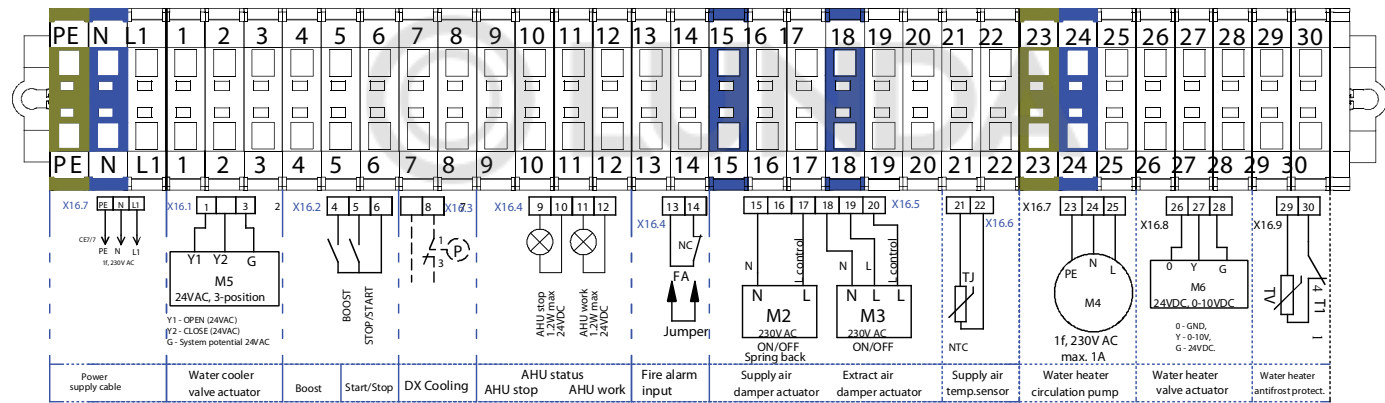 PE N L1 1 2 3 4 5 6 7 8 9 10 11 12 13 14 15 16 17 18 19 20 21 22 23 24 25 26 27 28 29 30
LUNDA
PE N L1 1 2 3 4 5 6 7 8 9 10 11 12 13 14 15 16 17 18 19 20 21 22 23 24 25 26 27 28 29 30
X16.7 PE N L1
CE7/7
PE N L1
1f, 230V AC
X16.1 1 3 2
Y1 Y2 G
M5
24VAC, 3-position
Y1 - OPEN (24VAC)
Y2 - CLOSE (24VAC)
G - System potential 24VAC
X16.2 4 5 6
BOOST
STOP/START
8 X16.3 7
1
3
P
X16.4 9 10 11 12
AHU stop
1.2W max
24VDC
AHU work
1.2W max
24VDC
13 14
X16.4
NC
FA
Jumper
15 16 17 18 19 20 X16.5
N L control N L L control
N L
M2
230V AC
ON/OFF
Spring back
N L
M3
230V AC
ON/OFF
21 22
X16.6
TJ
NTC
X16.7 23 24 25
PE N L
M4
1f, 230V AC
max. 1A
26 27 28
X16.8
0 Y G
M6
24VDC, 0-10VDC
0 - GND,
Y - 0-10V,
G - 24VDC.
29 30
X16.9
TV
4 T1 1
Power
supply cable
Water cooler
valve actuator
Boost
Start/Stop
DX Cooling
AHU status
AHU stop AHU work
Fire alarm
input
Supply air
damper actuator
Extract air
damper actuator
Supply air
temp.sensor
Water heater
circulation pump
Water heater
valve actuator
Water heater
antifrost protect.